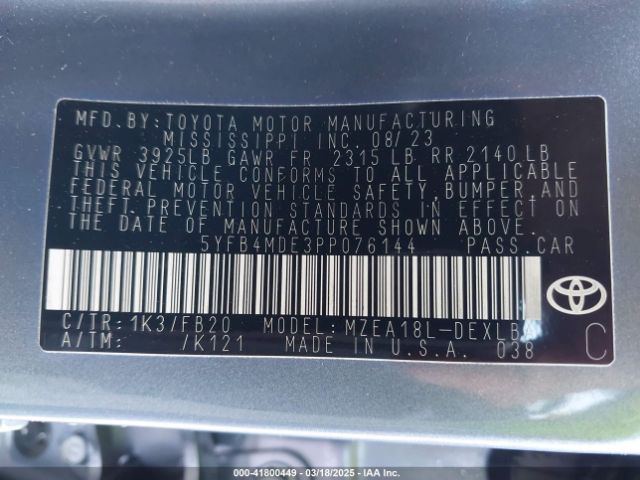 MFD. BY: TOYOTA MOTOR MANUFACTURING
MISSISSIPPI INC. 08/23
GVWR 3925LB GAWR FR 2315 LB RR 2140 LB
THIS VEHICLE CONFORMS TO ALL APPLICABLE
FEDERAL MOTOR VEHICLE SAFETY, BUMPER, AND
THEFT PREVENTION STANDARDS IN EFFECT ON
THE DATE OF MANUFACTURE SHOWN ABOVE.
5YFB4MDE3PP076144 PASS.CAR
C/TR: 1K3/FB20 MODEL: MZEA18L-DEXLBA
A/TM: /K121 MADE IN U.S.A. 038 C
000-41800449 — 03/18/2025 — IAA Inc.